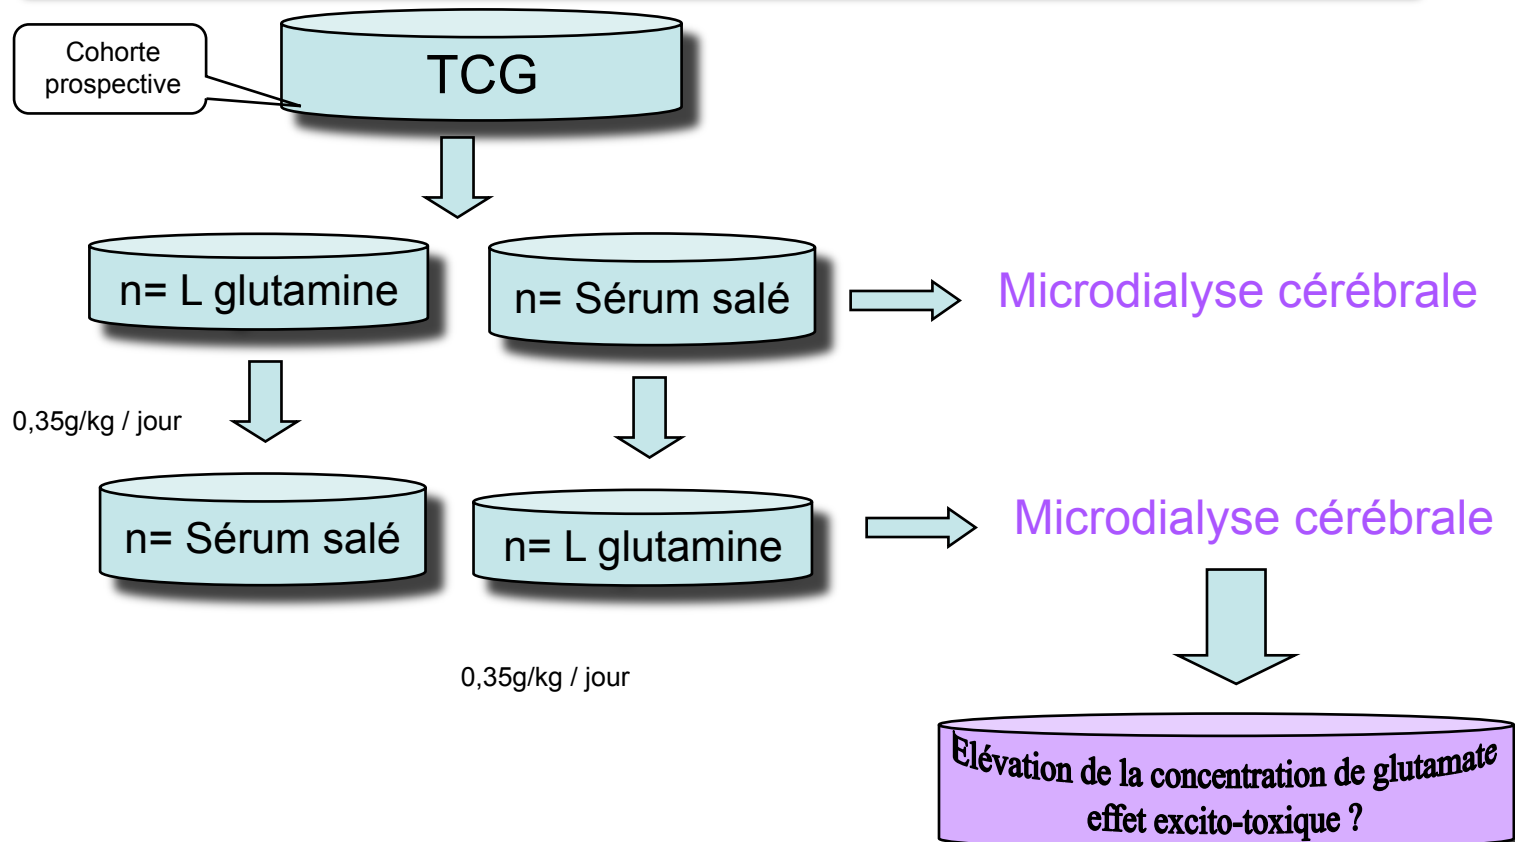 Cohorte
prospective
TCG
n= L glutamine
n= Sérum salé
Microdialyse cérébrale
0,35g/kg / jour
n= Sérum salé
n= L glutamine
Microdialyse cérébrale
0,35g/kg / jour
Elévation de la concentration de glutamate
effet excito-toxique ?